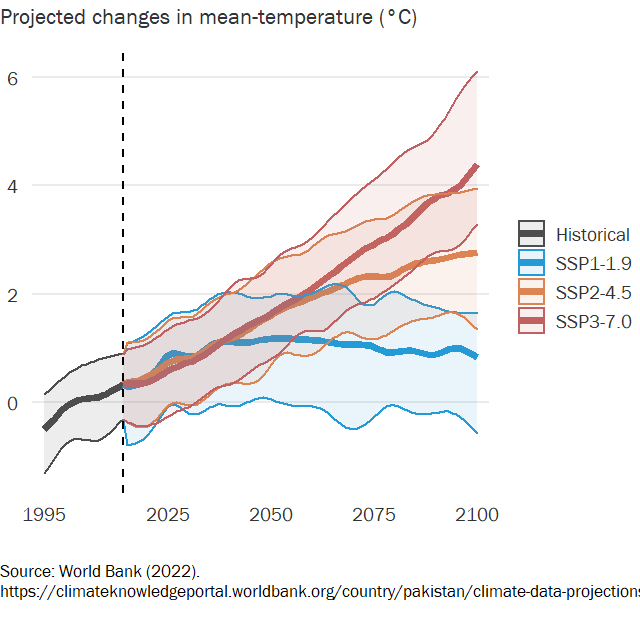 Projected changes in mean-temperature (°C)
6
4
2
0
1995 2025 2050 2075 2100
Historical
SSP1-1.9
SSP2-4.5
SSP3-7.0
Source: World Bank (2022).
https://climateknowledgeportal.worldbank.org/country/pakistan/climate-data-projections